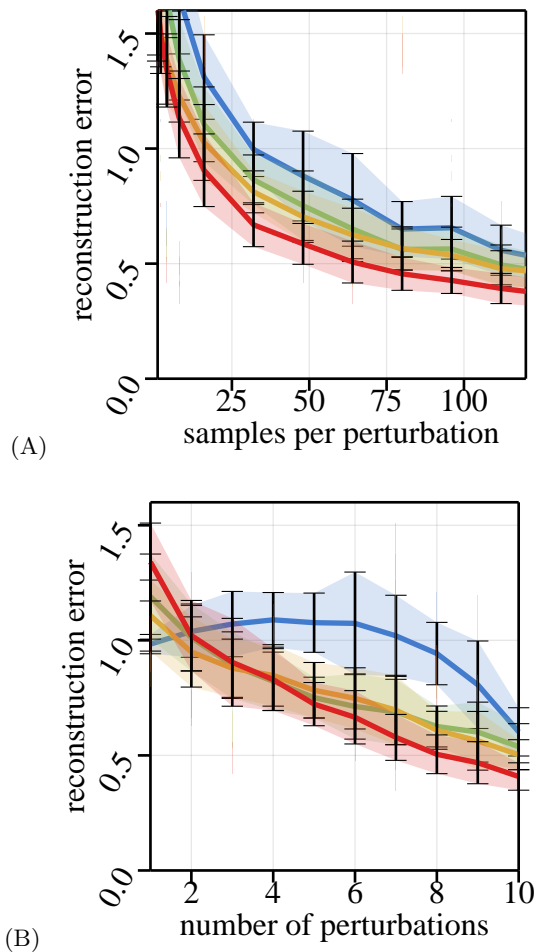 1.5
1.0
0.5
0.0
reconstruction error
25
50
75
100
samples per perturbation
(A)
1.5
1.0
0.5
0.0
reconstruction error
2
4
6
8
10
number of perturbations
(B)